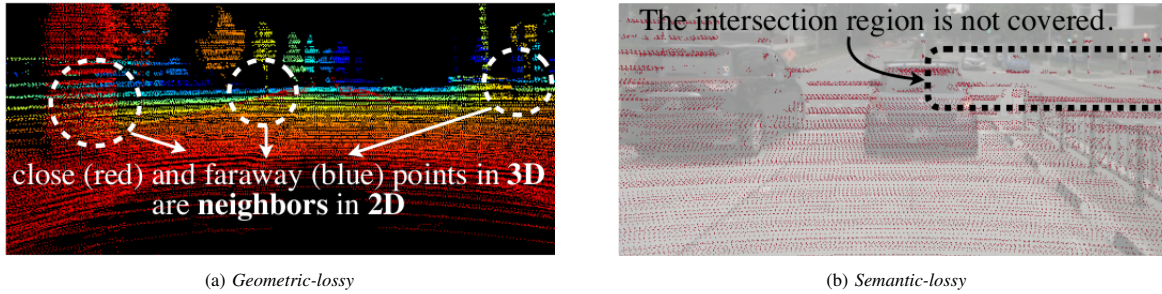 close (red) and faraway (blue) points in 3D
are neighbors in 2D
(a) Geometric-lossy
The intersection region is not covered.
(b) Semantic-lossy